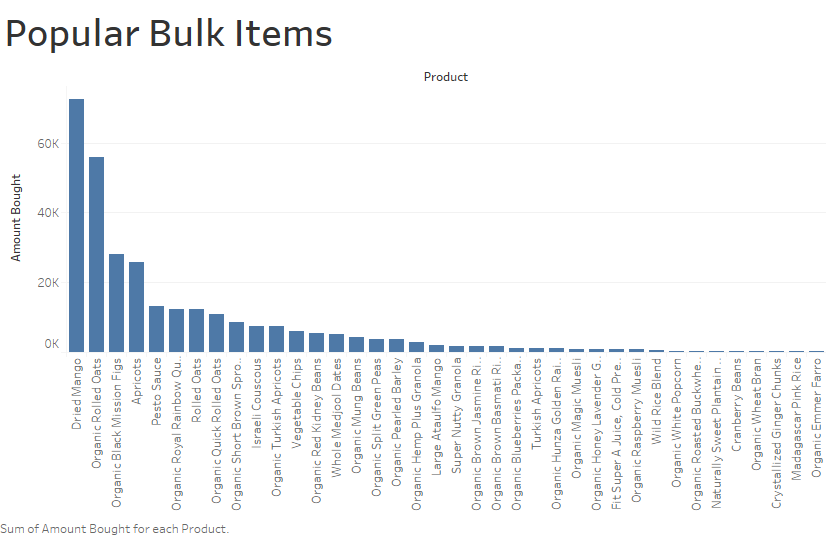 Popular Bulk Items
Product
Amount Bought
60K
40K
20K
0K
Dried Mango
Organic Rolled Oats
Organic Black Mission Figs
Apricots
Pesto Sauce
Organic Royal Rainbow Qu..
Rolled Oats
Organic Quick Rolled Oats
Organic Short Brown Spro..
Israeli Couscous
Organic Turkish Apricots
Vegetable Chips
Organic Red Kidney Beans
Whole Medjool Dates
Organic Mung Beans
Organic Split Green Peas
Organic Pearled Barley
Organic Hemp Plus Granola
Large Ataulfo Mango
Super Nutty Granola
Organic Brown Jasmine Ri..
Organic Brown Basmati Ri..
Organic Blueberries Packa..
Turkish Apricots
Organic Hunza Golden Rai..
Organic Magic Muesli
Organic Honey Lavender G..
Fit Super A Juice, Cold Pre..
Organic Raspberry Muesli
Wild Rice Blend
Organic White Popcorn
Organic Roasted Buckwhe..
Naturally Sweet Plantain ..
Cranberry Beans
Organic Wheat Bran
Crystallized Ginger Chunks
Madagascar Pink Rice
Organic Emmer Farro
Sum of Amount Bought for each Product.